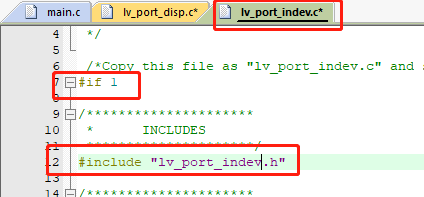 main.c lv_port_disp.c* lv_port_indev.c*
4 */
5
6 /*Copy this file as "lv_port_indev.c" and
7 #if 1
8
9 /*********************
10 * INCLUDES
11 *********************/
12 #include "lv_port_indev.h"
13
14 /*********************